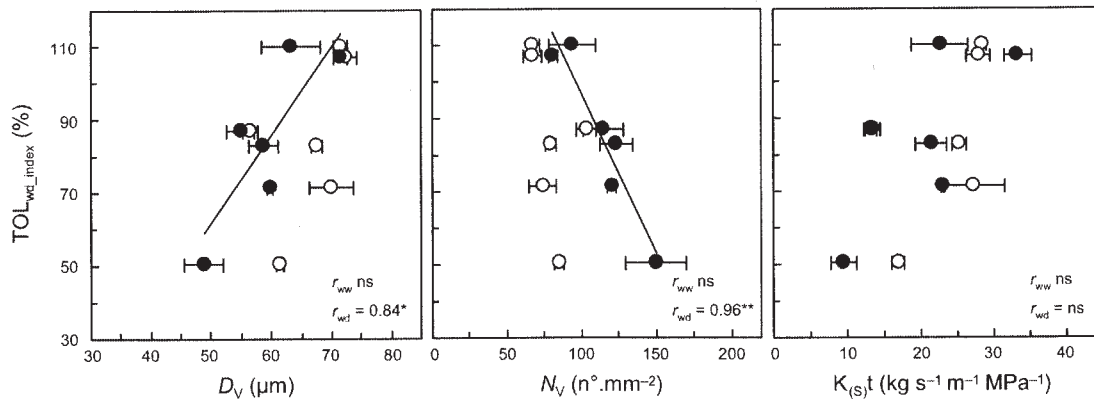 TOLwd_index (%)
110
90
70
50
30
rww ns
rwd = 0.84*
30 40 50 60 70 80
DV (µm)
rww ns
rwd = 0.96**
0 50 100 150 200
NV (n°.mm−2)
rww ns
rwd = ns
0 10 20 30 40
K(S)t (kg s−1 m−1 MPa−1)